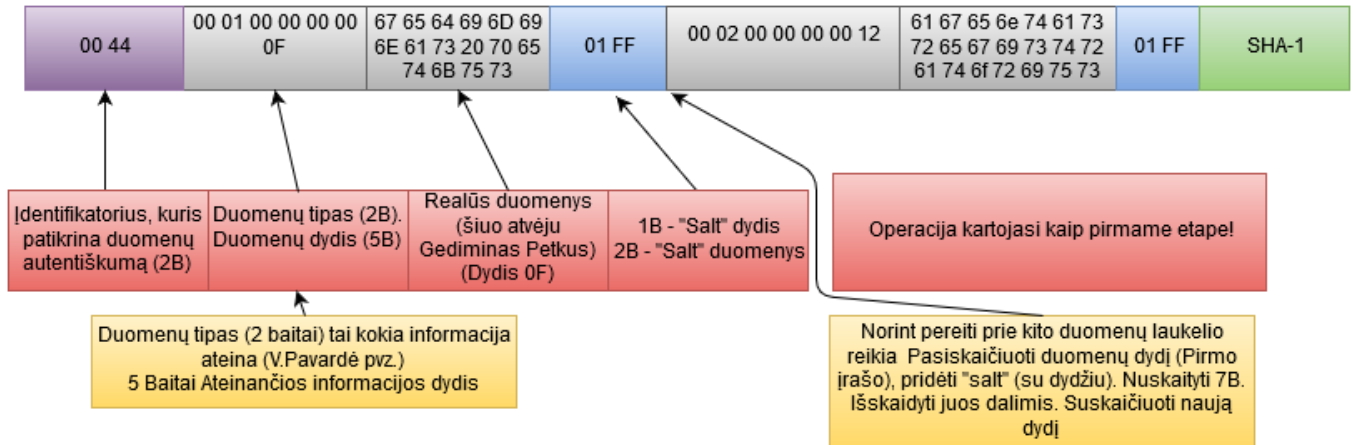 00 44
00 01 00 00 00 00
0F
67 65 64 69 6D 69
6E 61 73 20 70 65
74 6B 75 73
01 FF
00 02 00 00 00 00 12
61 67 65 6e 74 61 73
72 65 67 69 73 74 72
61 74 6f 72 69 75 73
01 FF
SHA-1
Įdentifikatorius, kuris
patikrina duomenų
autentiškumą (2B)
Duomenų tipas (2B).
Duomenų dydis (5B)
Realūs duomenys
(šiuo atvėju
Gediminas Petkus)
(Dydis 0F)
1B - "Salt" dydis
2B - "Salt" duomenys
Operacija kartojasi kaip pirmame etape!
Duomenų tipas (2 baitai) tai kokia informacija
ateina (V.Pavardė pvz.)
5 Baitai Ateinančios informacijos dydis
Norint pereiti prie kito duomenų laukelio
reikia Pasiskaičiuoti duomenų dydį (Pirmo
įrašo), pridėti "salt" (su dydžiu). Nuskaityti 7B.
Išskaidyti juos dalimis. Suskaičiuoti naują
dydį